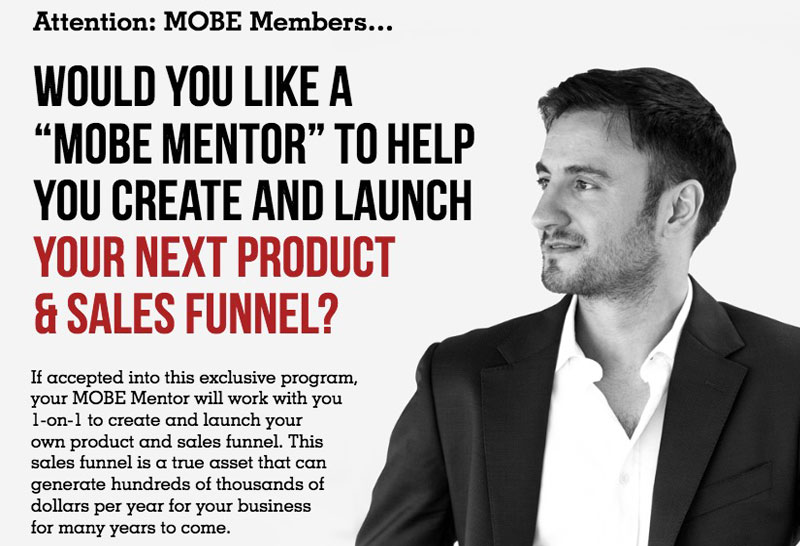 Attention: MOBE Members...
WOULD YOU LIKE A
“MOBE MENTOR” TO HELP
YOU CREATE AND LAUNCH
YOUR NEXT PRODUCT
& SALES FUNNEL?
If accepted into this exclusive program,
your MOBE Mentor will work with you
1-on-1 to create and launch your
own product and sales funnel. This
sales funnel is a true asset that can
generate hundreds of thousands of
dollars per year for your business
for many years to come.